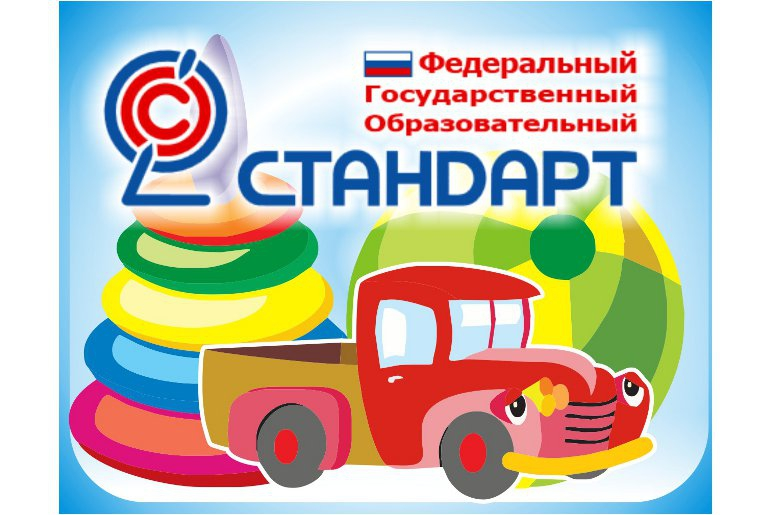 Федеральный
Государственный
Образовательный
СТАНДАРТ